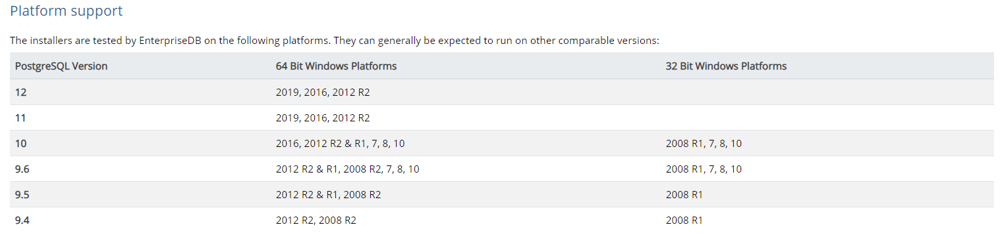 Platform support
The installers are tested by EnterpriseDB on the following platforms. They can generally be expected to run on other comparable versions:
PostgreSQL Version 64 Bit Windows Platforms 32 Bit Windows Platforms
12 2019, 2016, 2012 R2
11 2019, 2016, 2012 R2
10 2016, 2012 R2 & R1, 7, 8, 10 2008 R1, 7, 8, 10
9.6 2012 R2 & R1, 2008 R2, 7, 8, 10 2008 R1, 7, 8, 10
9.5 2012 R2 & R1, 2008 R2 2008 R1
9.4 2012 R2, 2008 R2 2008 R1